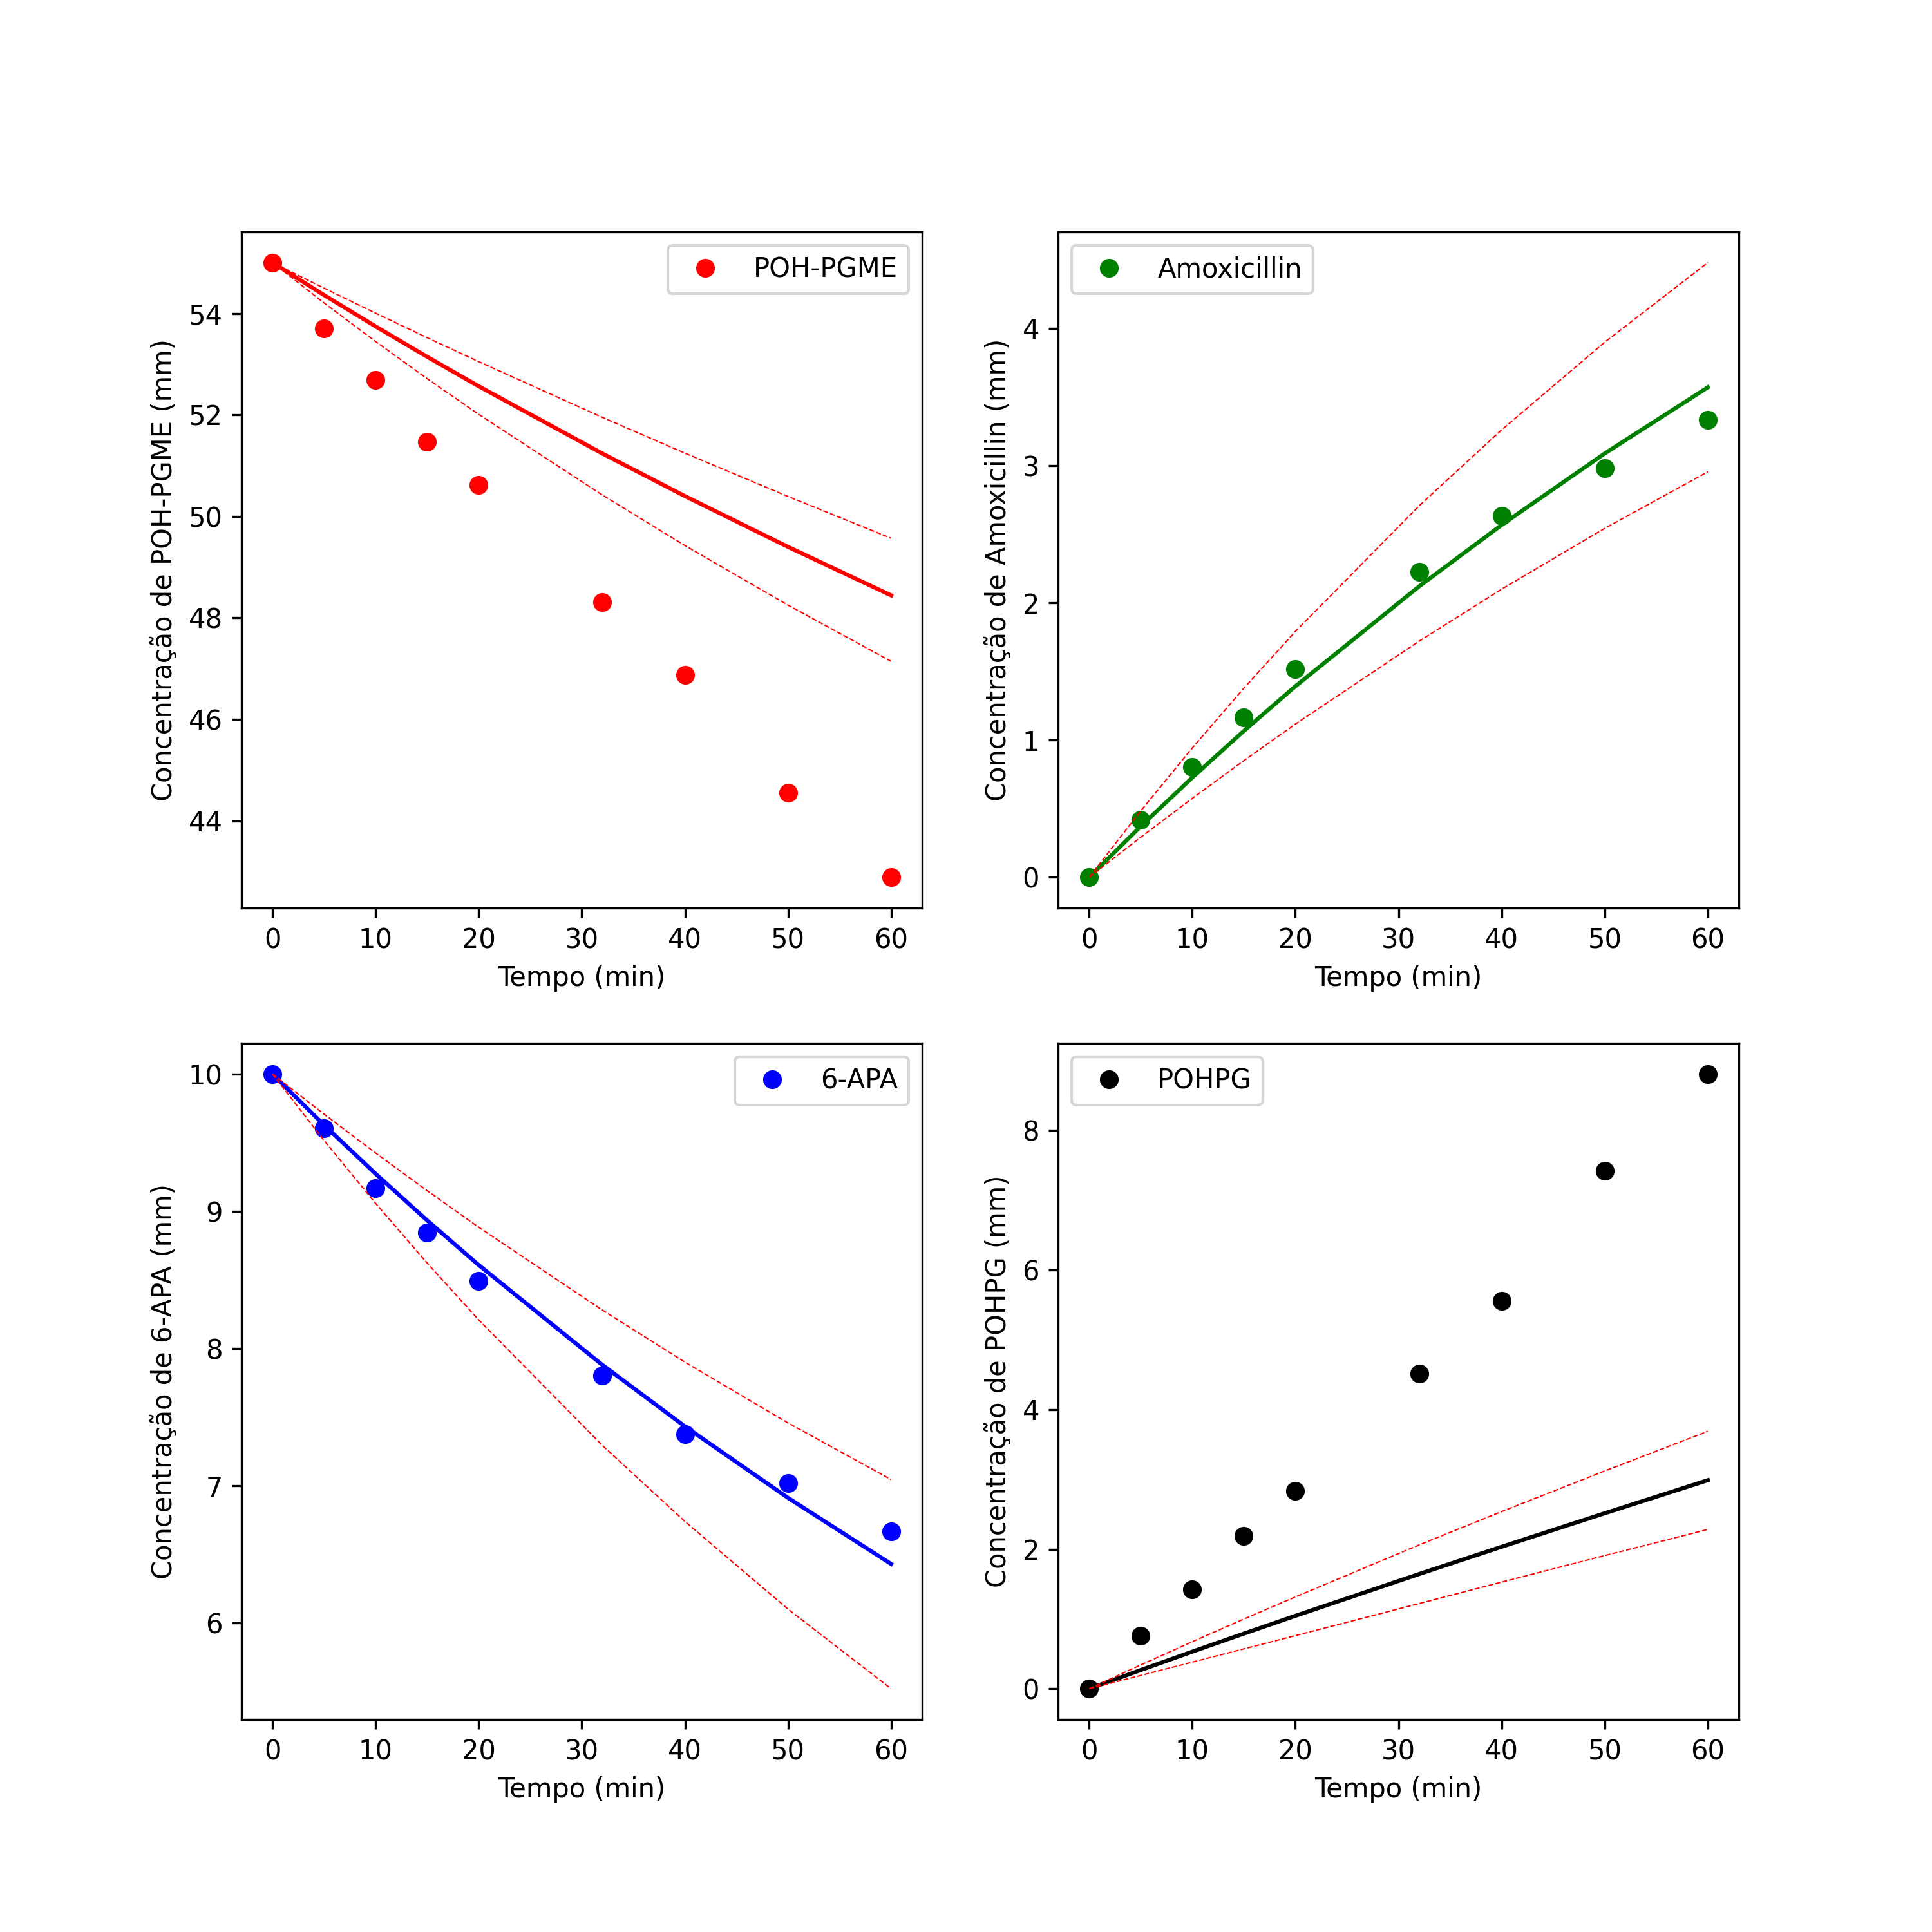 POH-PGME
Concentração de POH-PGME (mm)
54
52
50
48
46
44
0 10 20 30 40 50 60
Tempo (min)
Amoxicillin
Concentração de Amoxicillin (mm)
4
3
2
1
0
0 10 20 30 40 50 60
Tempo (min)
6-APA
Concentração de 6-APA (mm)
10
9
8
7
6
0 10 20 30 40 50 60
Tempo (min)
POHPG
Concentração de POHPG (mm)
8
6
4
2
0
0 10 20 30 40 50 60
Tempo (min)